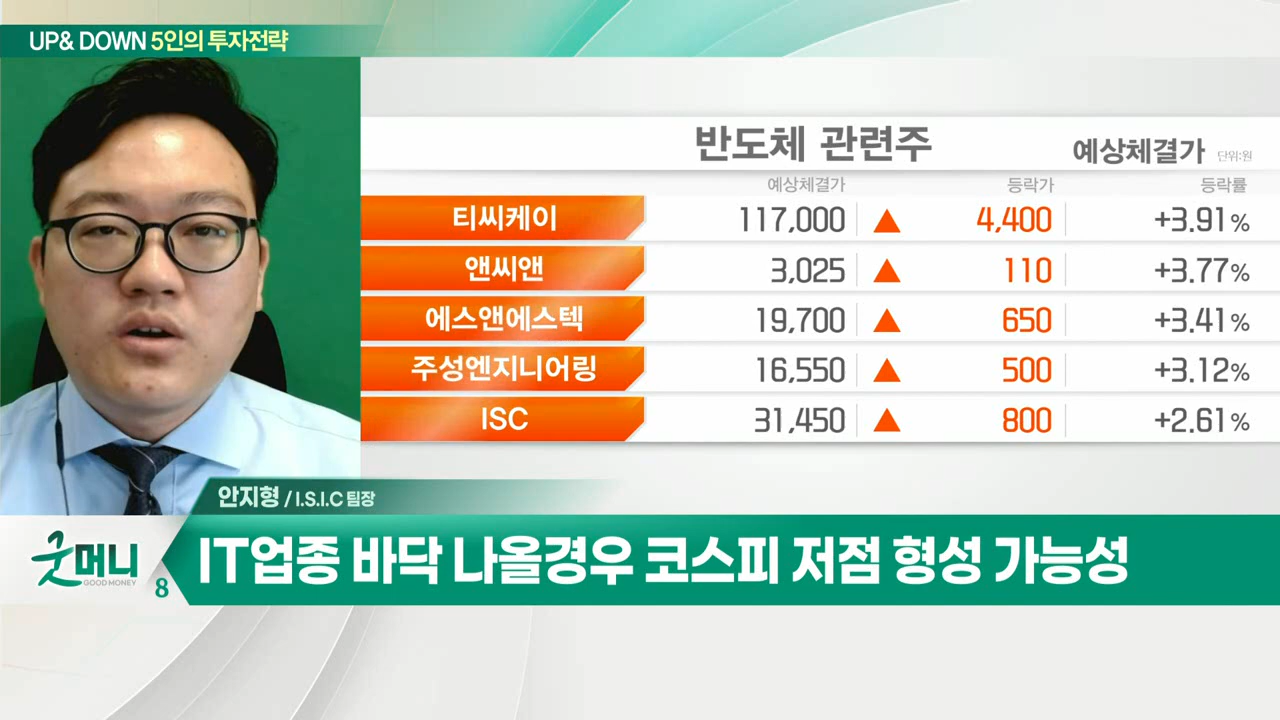 UP& DOWN 5인의 투자전략
반도체 관련주
예상체결가 단위:원
예상체결가 등락가 등락률
티씨케이 117,000 ▲ 4,400 +3.91%
앤씨앤 3,025 ▲ 110 +3.77%
에스앤에스텍 19,700 ▲ 650 +3.41%
주성엔지니어링 16,550 ▲ 500 +3.12%
ISC 31,450 ▲ 800 +2.61%
안지형 / I.S.I.C 팀장
굿머니
GOOD MONEY
8
IT업종 바닥 나올경우 코스피 저점 형성 가능성